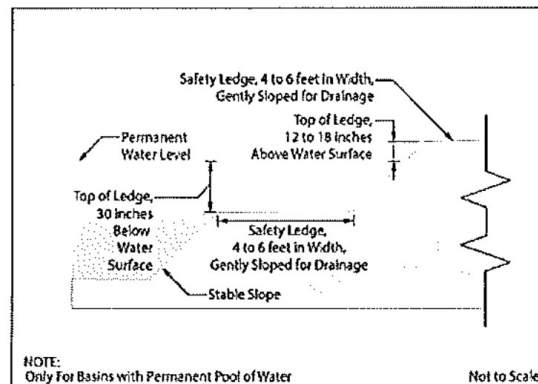 Safety Ledge, 4 to 6 feet in Width,
Gently Sloped for Drainage
Top of Ledge,
12 to 18 inches
Above Water Surface
Permanent
Water Level
Top of Ledge,
30 inches
Below
Water
Surface
Safety Ledge,
4 to 6 feet in Width,
Gently Sloped for Drainage
Stable Slope
NOTE:
Only For Basins with Permanent Pool of Water
Not to Scale